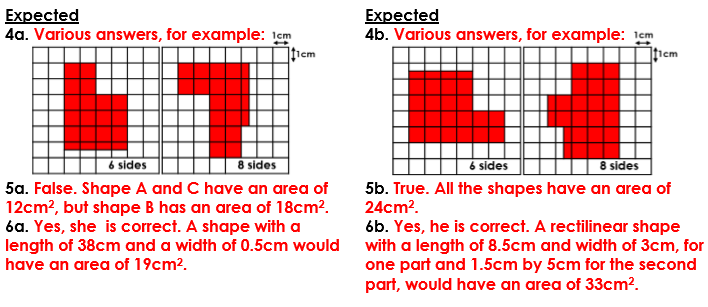 Expected
4a. Various answers, for example:
1cm
1cm
6 sides
8 sides
5a. False. Shape A and C have an area of
12cm², but shape B has an area of 18cm².
6a. Yes, she is correct. A shape with a
length of 38cm and a width of 0.5cm would
have an area of 19cm².
Expected
4b. Various answers, for example:
1cm
1cm
6 sides
8 sides
5b. True. All the shapes have an area of
24cm².
6b. Yes, he is correct. A rectilinear shape
with a length of 8.5cm and width of 3cm, for
one part and 1.5cm by 5cm for the second
part, would have an area of 33cm².